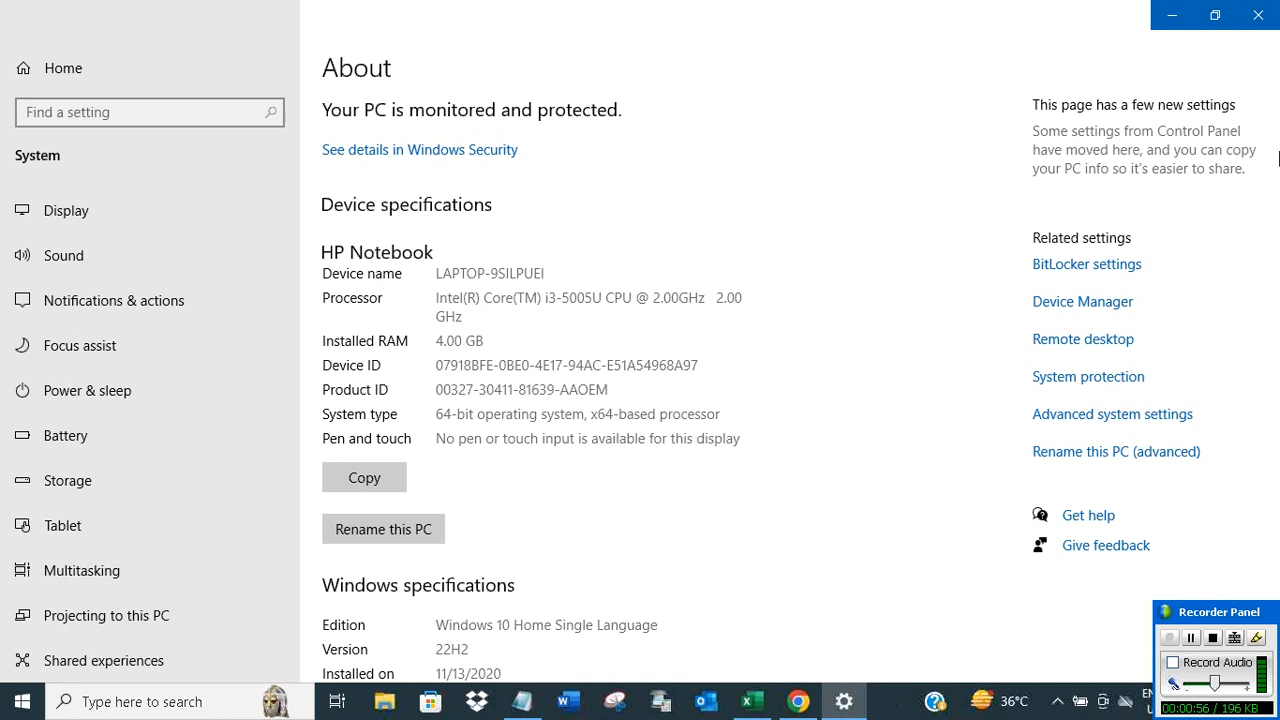 Home
Find a setting
System
Display
Sound
Notifications & actions
Focus assist
Power & sleep
Battery
Storage
Tablet
Multitasking
Projecting to this PC
Shared experiences
About
Your PC is monitored and protected.
See details in Windows Security
Device specifications
HP Notebook
Device name LAPTOP-9SILPUEI
Processor Intel(R) Core(TM) i3-5005U CPU @ 2.00GHz 2.00
GHz
Installed RAM 4.00 GB
Device ID 07918BFE-0BE0-4E17-94AC-E51A54968A97
Product ID 00327-30411-81639-AAOEM
System type 64-bit operating system, x64-based processor
Pen and touch No pen or touch input is available for this display
Copy
Rename this PC
Windows specifications
Edition Windows 10 Home Single Language
Version 22H2
Installed on 11/13/2020
This page has a few new settings
Some settings from Control Panel
have moved here, and you can copy
your PC info so it's easier to share.
Related settings
BitLocker settings
Device Manager
Remote desktop
System protection
Advanced system settings
Rename this PC (advanced)
Get help
Give feedback
Recorder Panel
Record Audio
00:00:56 / 196 KB
Type here to search
36°C